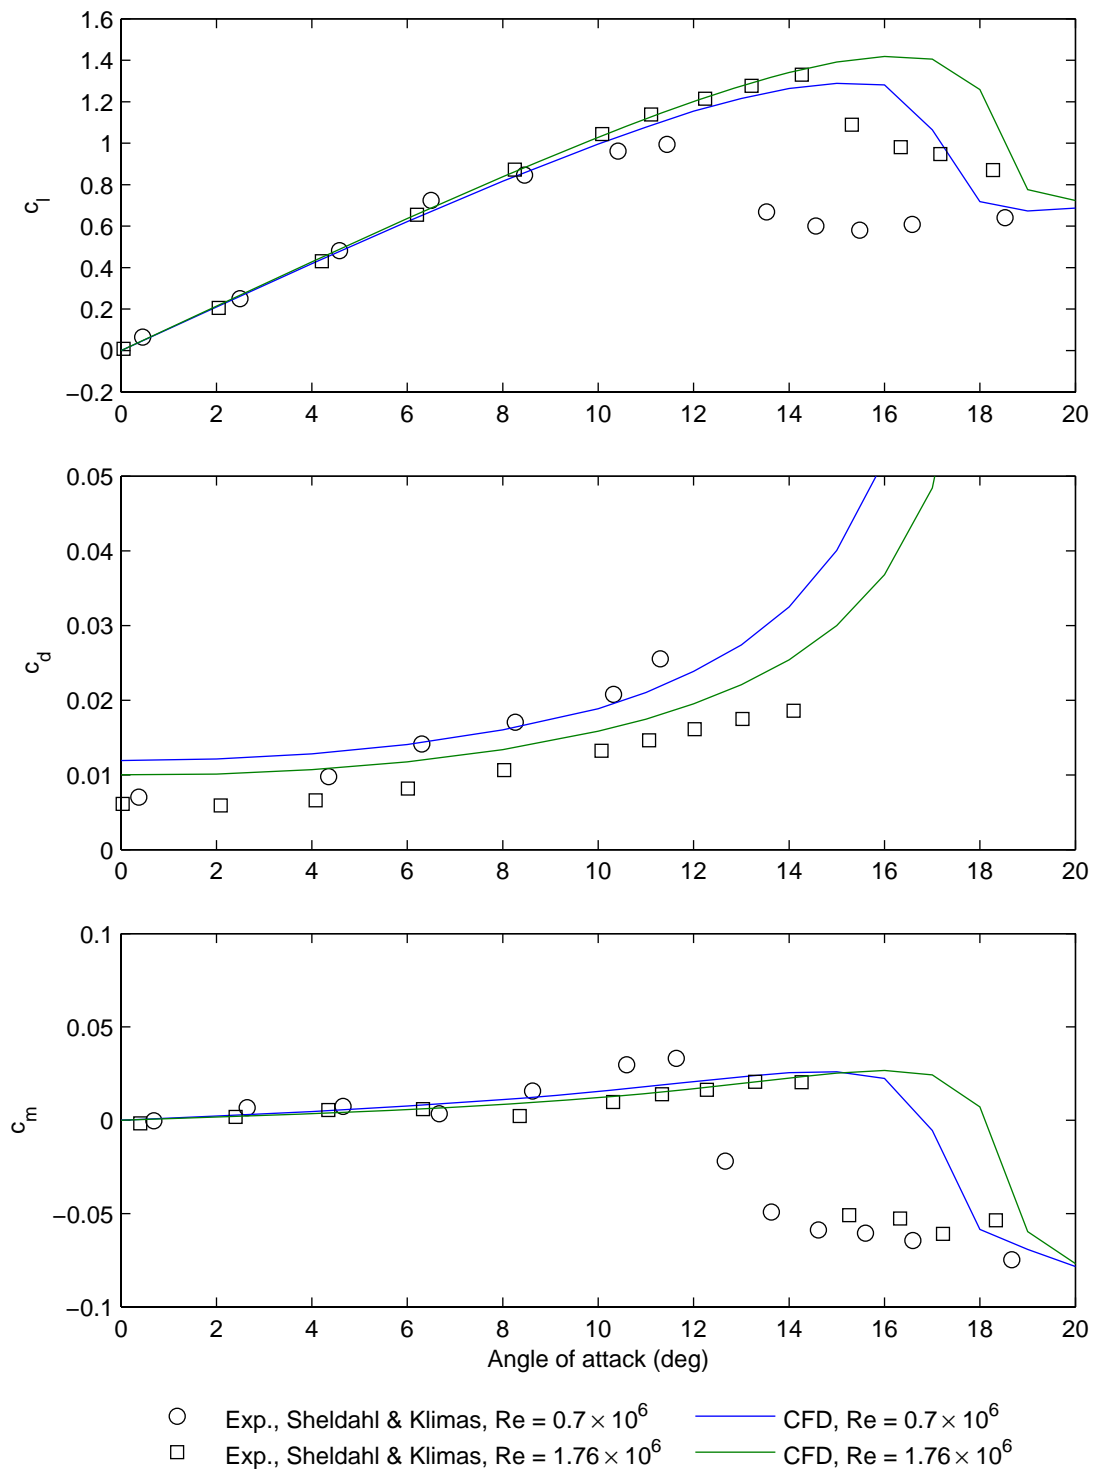 1.6
1.4
1.2
1
0.8
0.6
0.4
0.2
0
−0.2
c_l
0 2 4 6 8 10 12 14 16 18 20
0.05
0.04
0.03
0.02
0.01
0
c_d
0 2 4 6 8 10 12 14 16 18 20
0.1
0.05
0
−0.05
−0.1
c_m
0 2 4 6 8 10 12 14 16 18 20
Angle of attack (deg)
Exp., Sheldahl & Klimas, Re = 0.7 × 10^6
CFD, Re = 0.7 × 10^6
Exp., Sheldahl & Klimas, Re = 1.76 × 10^6
CFD, Re = 1.76 × 10^6